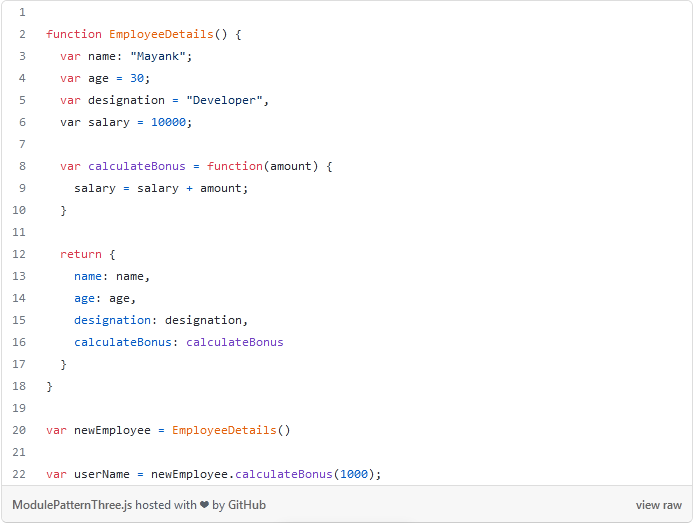 1
2 function EmployeeDetails() {
3   var name: "Mayank";
4   var age = 30;
5   var designation = "Developer",
6   var salary = 10000;
7
8   var calculateBonus = function(amount) {
9     salary = salary + amount;
10   }
11
12   return {
13     name: name,
14     age: age,
15     designation: designation,
16     calculateBonus: calculateBonus
17   }
18 }
19
20 var newEmployee = EmployeeDetails()
21
22 var userName = newEmployee.calculateBonus(1000);
ModulePatternThree.js hosted with ❤ by GitHub view raw